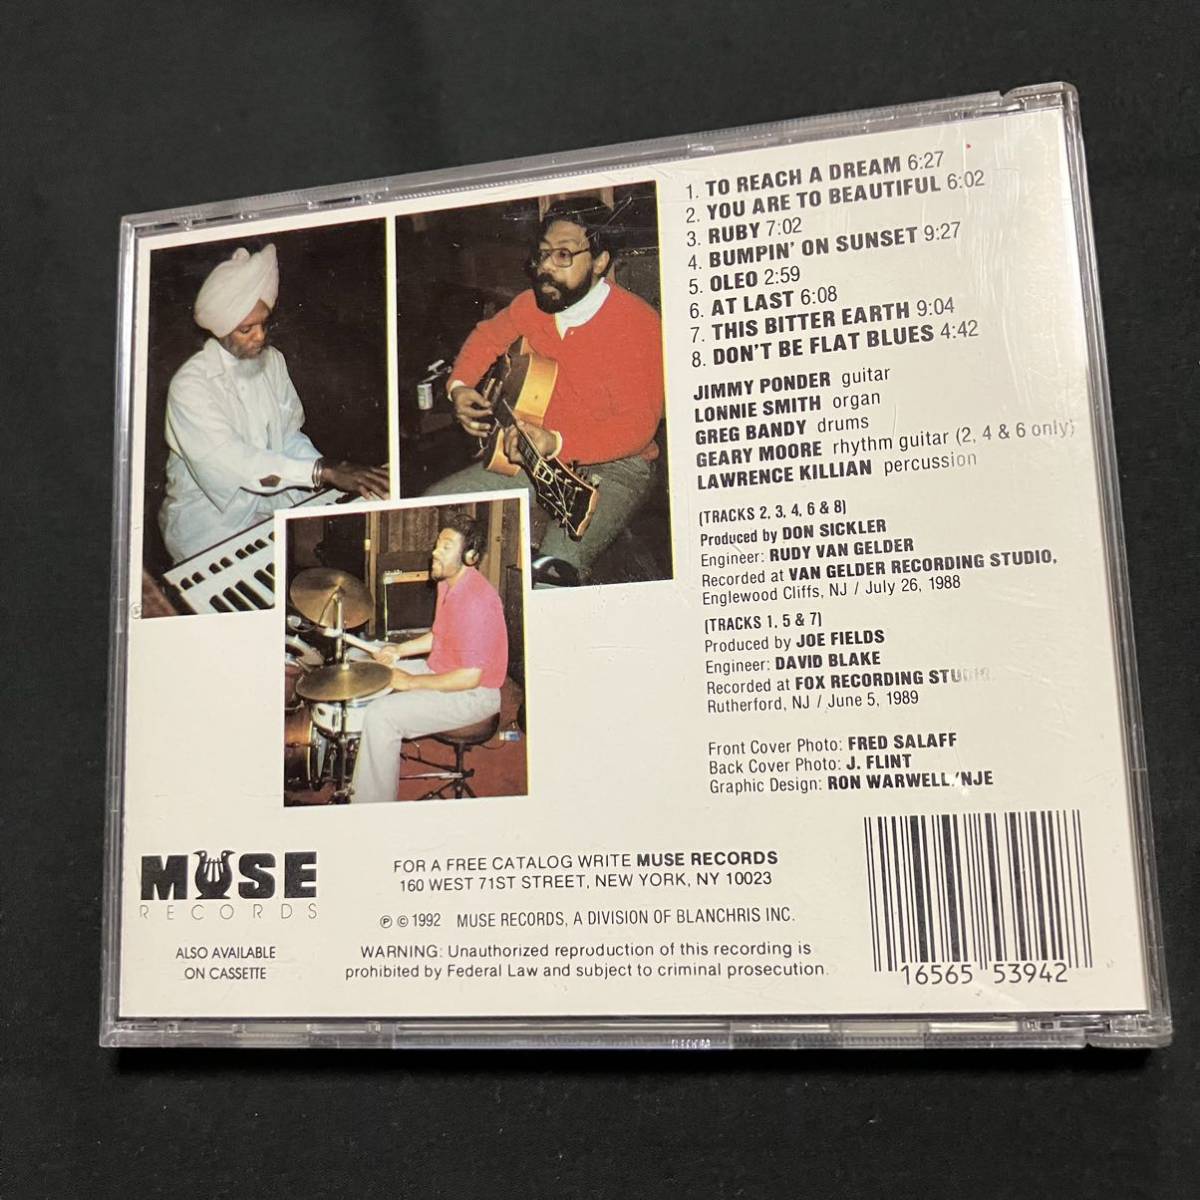 1. TO REACH A DREAM 6:27
2. YOU ARE TO BEAUTIFUL 6:02
3. RUBY 7:02
4. BUMPIN' ON SUNSET 9:27
5. OLEO 2:59
6. AT LAST 6:08
7. THIS BITTER EARTH 9:04
8. DON'T BE FLAT BLUES 4:42
JIMMY PONDER guitar
LONNIE SMITH organ
GREG BANDY drums
GEARY MOORE rhythm guitar (2, 4 & 6 only)
LAWRENCE KILLIAN percussion
(TRACKS 2, 3, 4, 6 & 8)
Produced by DON SICKLER
Engineer: RUDY VAN GELDER
Recorded at VAN GELDER RECORDING STUDIO,
Englewood Cliffs, NJ / July 26, 1988
(TRACKS 1, 5 & 7)
Produced by JOE FIELDS
Engineer: DAVID BLAKE
Recorded at FOX RECORDING STUDIO,
Rutherford, NJ / June 5, 1989
Front Cover Photo: FRED SALAFF
Back Cover Photo: J. FLINT
Graphic Design: RON WARWELL/NJE
MUSE
RECORDS
ALSO AVAILABLE
ON CASSETTE
FOR A FREE CATALOG WRITE MUSE RECORDS
160 WEST 71ST STREET, NEW YORK, NY 10023
℗ © 1992 MUSE RECORDS, A DIVISION OF BLANCHRIS INC.
WARNING: Unauthorized reproduction of this recording is
prohibited by Federal Law and subject to criminal prosecution.
16565 53942